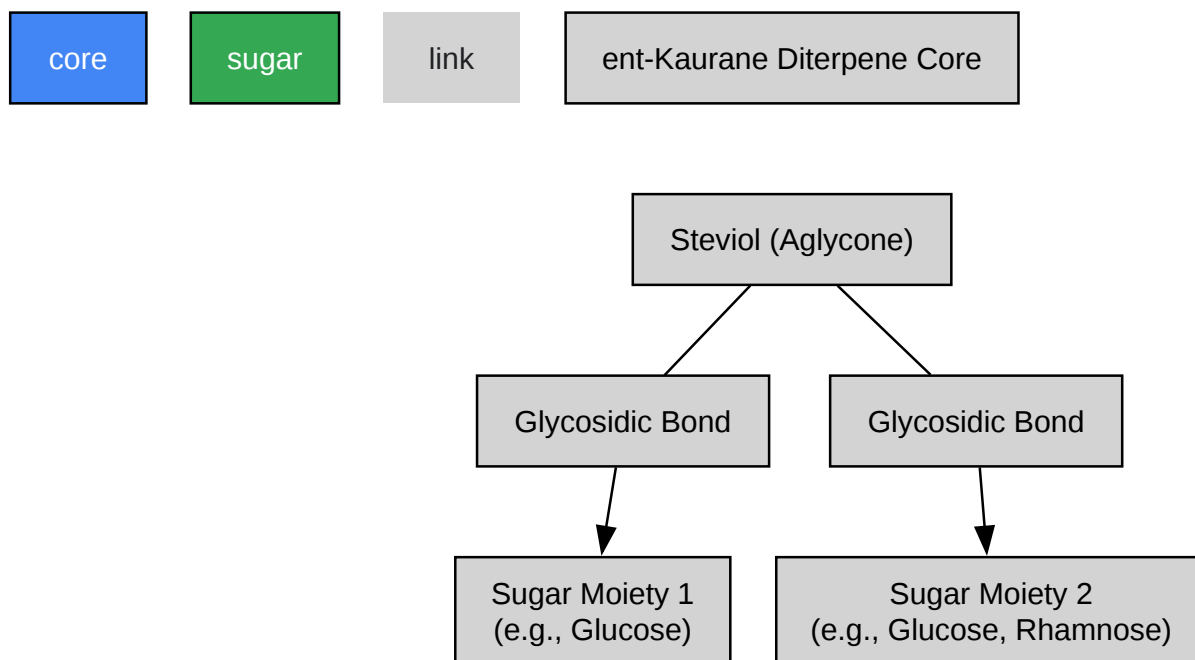 core
sugar
link
ent-Kaurane Diterpene Core
Steviol (Aglycone)
Glycosidic Bond
Glycosidic Bond
Sugar Moiety 1
(e.g., Glucose)
Sugar Moiety 2
(e.g., Glucose, Rhamnose)